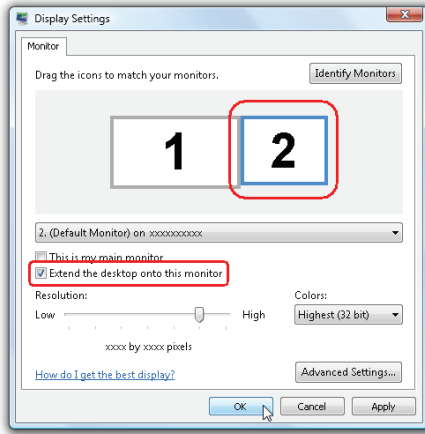 Display Settings
Monitor
Drag the icons to match your monitors.
Identify Monitors
1
2
2. (Default Monitor) on xxxxxxxxxx
This is my main monitor
Extend the desktop onto this monitor
Resolution:
Colors:
Low
High
Highest (32 bit)
xxxx by xxxx pixels
How do I get the best display?
Advanced Settings...
OK
Cancel
Apply